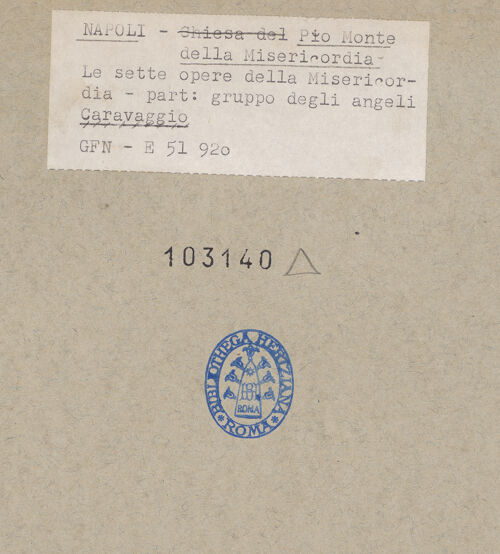 NAPOLI - Chiesa del Pio Monte
della Misericordia
Le sette opere della Misericor-
dia - part: gruppo degli angeli
Caravaggio
GFN - E 51 920
103140
BIBLIOTHECA HERTZIANA
ROMA
ROMA